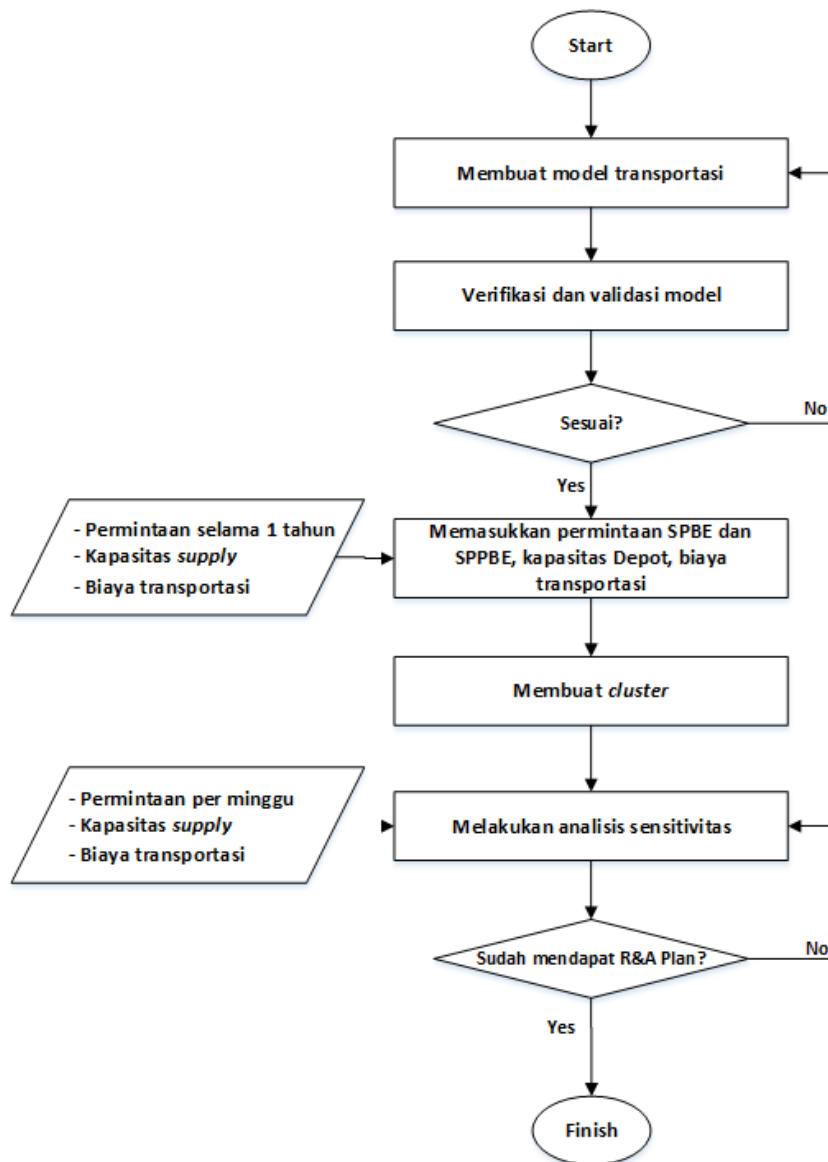 Start
Membuat model transportasi
Verifikasi dan validasi model
Sesuai?
No
Yes
- Permintaan selama 1 tahun
- Kapasitas supply
- Biaya transportasi
Memasukkan permintaan SPBE dan
SPPBE, kapasitas Depot, biaya
transportasi
Membuat cluster
- Permintaan per minggu
- Kapasitas supply
- Biaya transportasi
Melakukan analisis sensitivitas
Sudah mendapat R&A Plan?
No
Yes
Finish